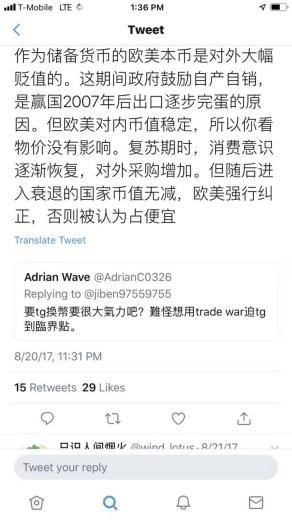 T-Mobile LTE 1:36 PM
Tweet
作为储备货币的欧美本币是对外大幅
贬值的。这期间政府鼓励自产自销，
是赢国2007年后出口逐步完蛋的原
因。但欧美对内币值稳定，所以你看
物价没有影响。复苏期时，消费意识
逐渐恢复，对外采购增加。但随后进
入衰退的国家币值无减，欧美强行纠
正，否则被认为占便宜
Translate Tweet
Adrian Wave @AdrianC0326
Replying to @jiben97559755
要tg換幣要很大氣力吧？難怪想用trade war迫tg
到臨界點。
8/20/17, 11:31 PM
15 Retweets 29 Likes
只识人间烟火 @wind_lotus · 8/21/17
Tweet your reply